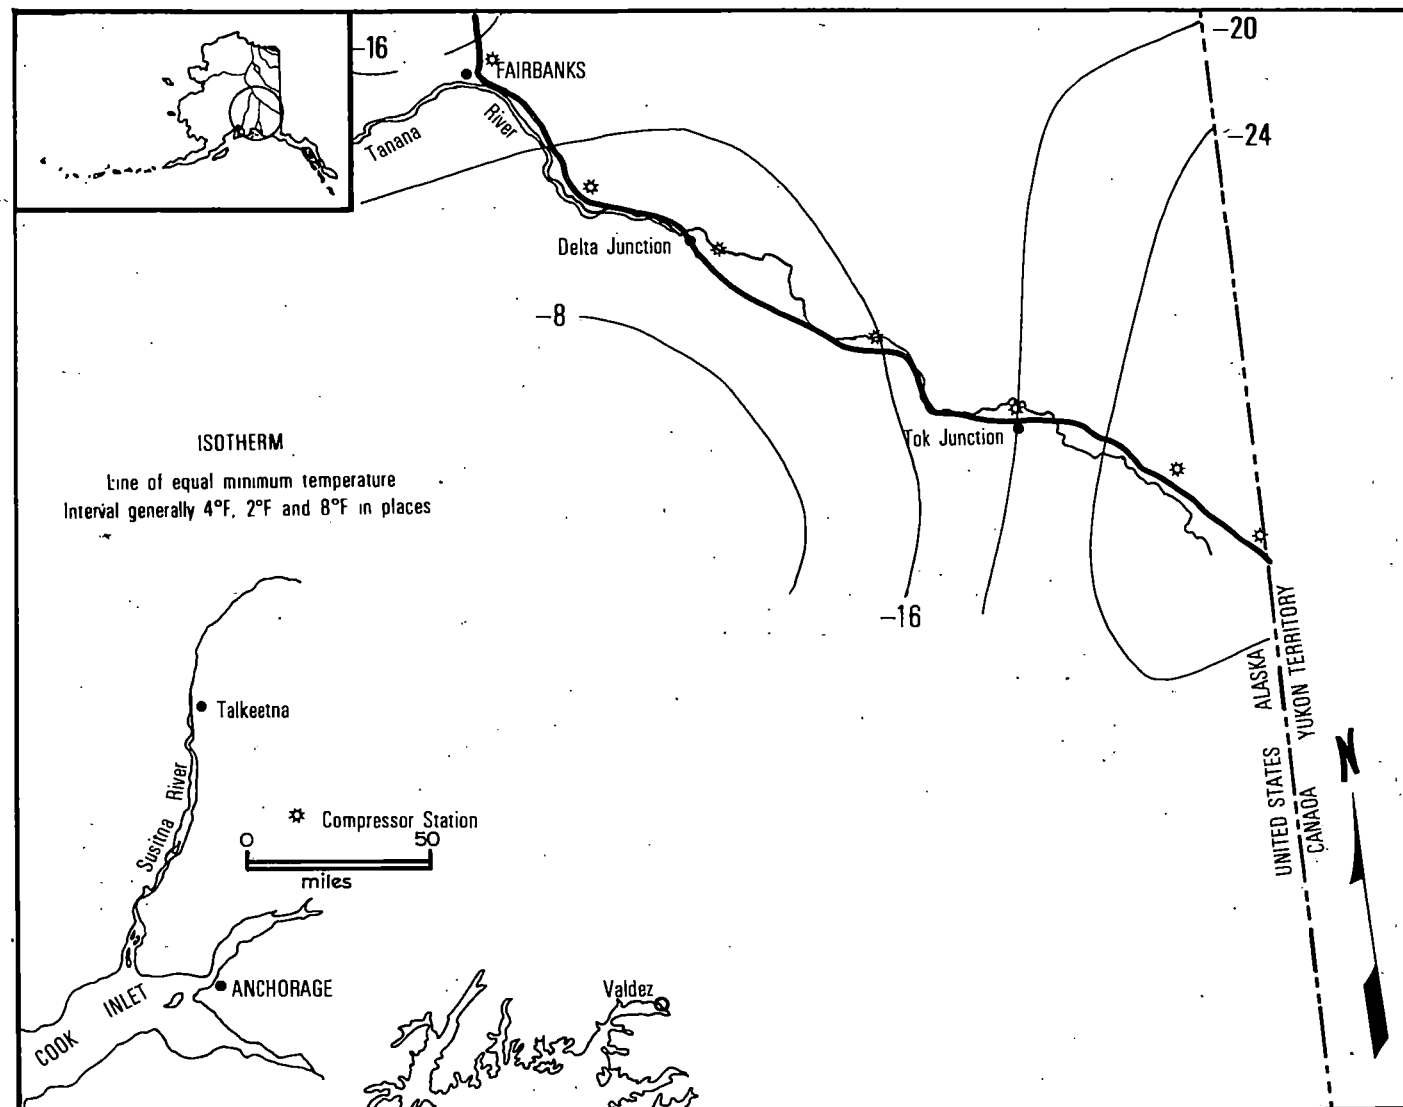 -16
FAIRBANKS
Tanana
River
-20
-24
Delta Junction
-8
Tok Junction
ISOTHERM
Line of equal minimum temperature
Interval generally 4°F, 2°F and 8°F in places
-16
Talkeetna
Susitna River
Compressor Station
0 50
miles
UNITED STATES ALASKA
CANADA YUKON TERRITORY
N
COOK INLET
ANCHORAGE
Valdez